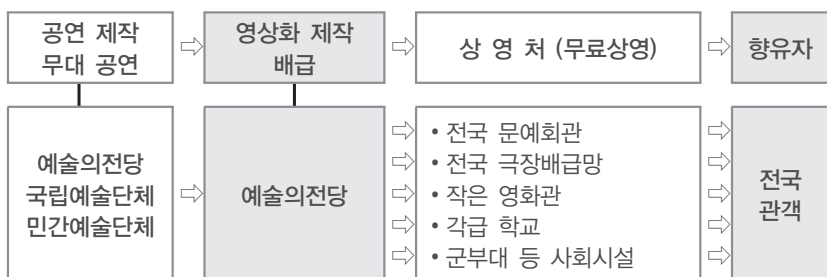 공연 제작
무대 공연
영상화 제작
배급
상 영 처 (무료상영)
향유자
예술의전당
국립예술단체
민간예술단체
예술의전당
• 전국 문예회관
• 전국 극장배급망
• 작은 영화관
• 각급 학교
• 군부대 등 사회시설
전국
관객